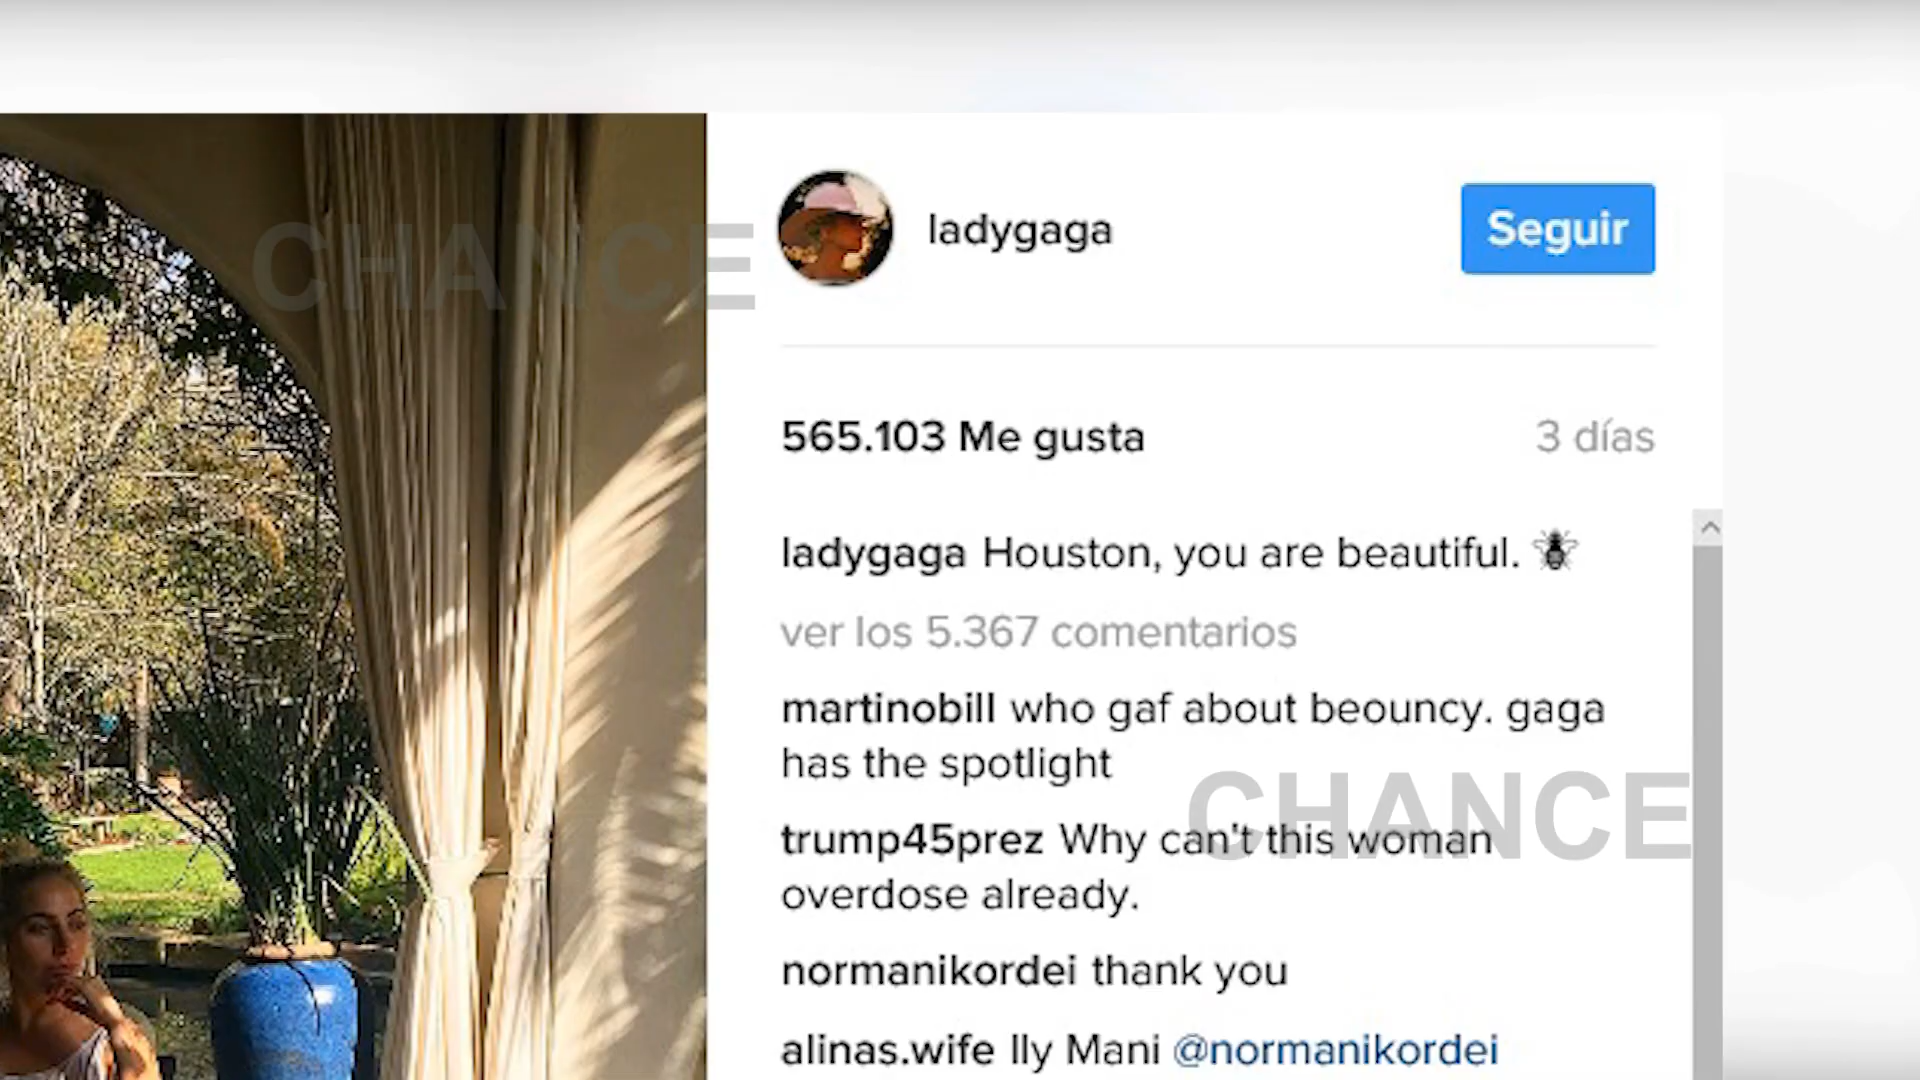 CHANCE
ladygaga
Seguir
565.103 Me gusta
3 días
ladygaga Houston, you are beautiful.
ver los 5.367 comentarios
martinobill who gaf about beouncy. gaga
has the spotlight
CHANCE
trump45prez Why can't this woman
overdose already.
normanikordei thank you
alinas.wife Ily Mani @normanikordei